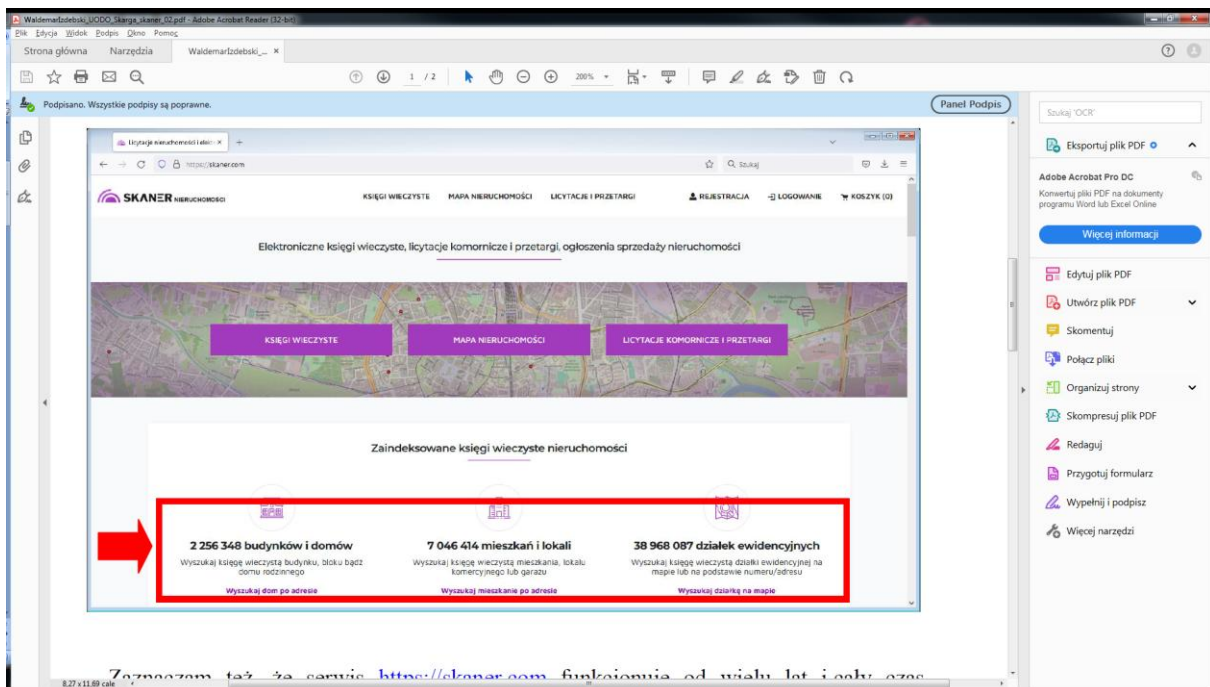 WaldemarIzdebski_UODO_Skarga_skaner_02.pdf - Adobe Acrobat Reader (32-bit)
Plik Edycja Widok Podpis Okno Pomoc
Strona główna Narzędzia WaldemarIzdebski_... ×
1 / 2 200%
Podpisano. Wszystkie podpisy są poprawne.
Panel Podpis
Licytacje nieruchomości i elektr ×
https://skaner.com
Szukaj
SKANER NIERUCHOMOŚCI
KSIĘGI WIECZYSTE MAPA NIERUCHOMOŚCI LICYTACJE I PRZETARGI REJESTRACJA LOGOWANIE KOSZYK (0)
Elektroniczne księgi wieczyste, licytacje komornicze i przetargi, ogłoszenia sprzedaży nieruchomości
KSIĘGI WIECZYSTE MAPA NIERUCHOMOŚCI LICYTACJE KOMORNICZE I PRZETARGI
Zaindeksowane księgi wieczyste nieruchomości
2 256 348 budynków i domów
Wyszukaj księgę wieczystą budynku, bloku bądź
domu rodzinnego
Wyszukaj dom po adresie
7 046 414 mieszkań i lokali
Wyszukaj księgę wieczystą mieszkania, lokalu
komercyjnego lub garażu
Wyszukaj mieszkanie po adresie
38 968 087 działek ewidencyjnych
Wyszukaj księgę wieczystą działki ewidencyjnej na
mapie lub na podstawie numeru/adresu
Wyszukaj działkę na mapie
Zaznaczam też, że serwis https://skaner.com funkcjonuje od wielu lat i cały czas
8,27 x 11,69 cale
Szukaj 'OCR'
Eksportuj plik PDF
Adobe Acrobat Pro DC
Konwertuj pliki PDF na dokumenty
programu Word lub Excel Online
Więcej informacji
Edytuj plik PDF
Utwórz plik PDF
Skomentuj
Połącz pliki
Organizuj strony
Skompresuj plik PDF
Redaguj
Przygotuj formularz
Wypełnij i podpisz
Więcej narzędzi